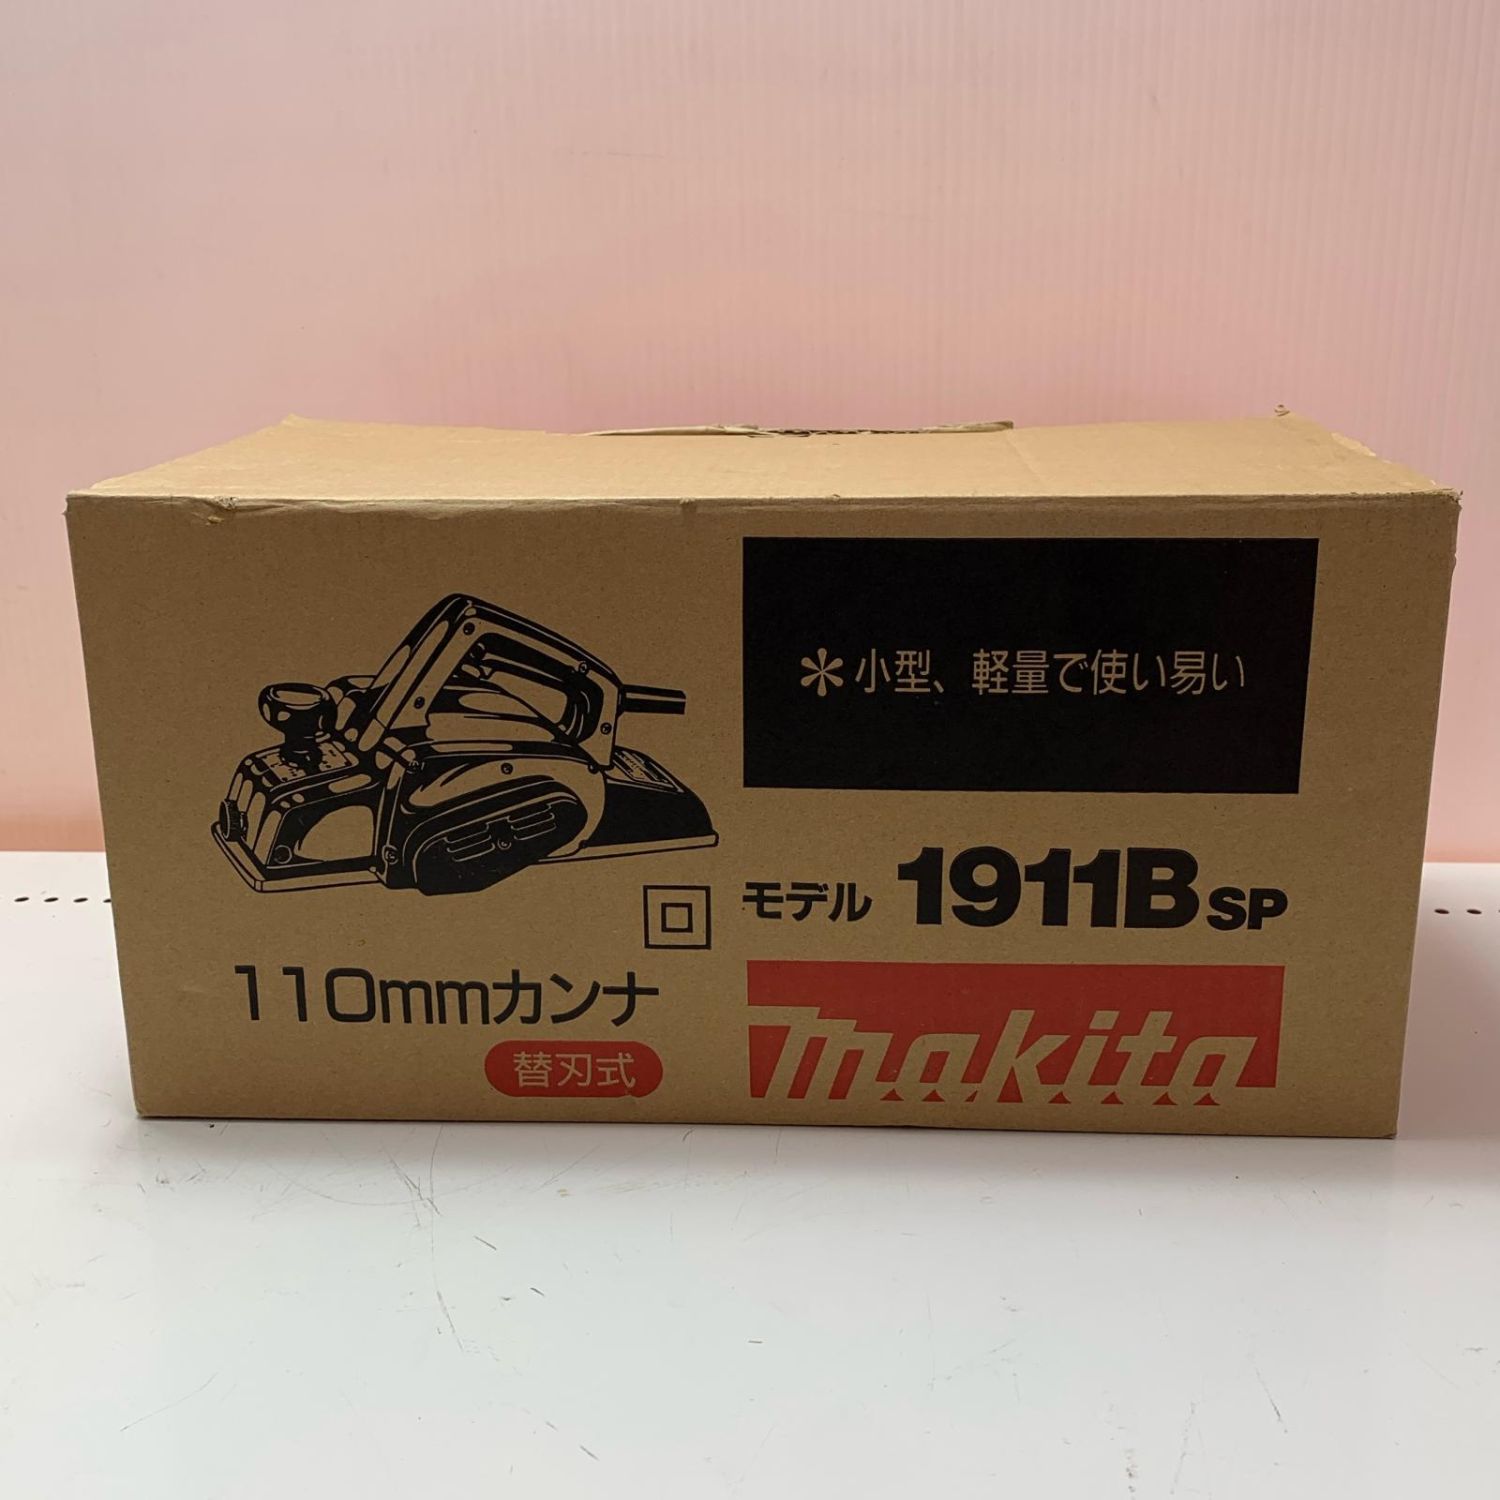 ＊小型、軽量で使い易い
モデル 1911B SP
110mmカンナ
替刃式
makita